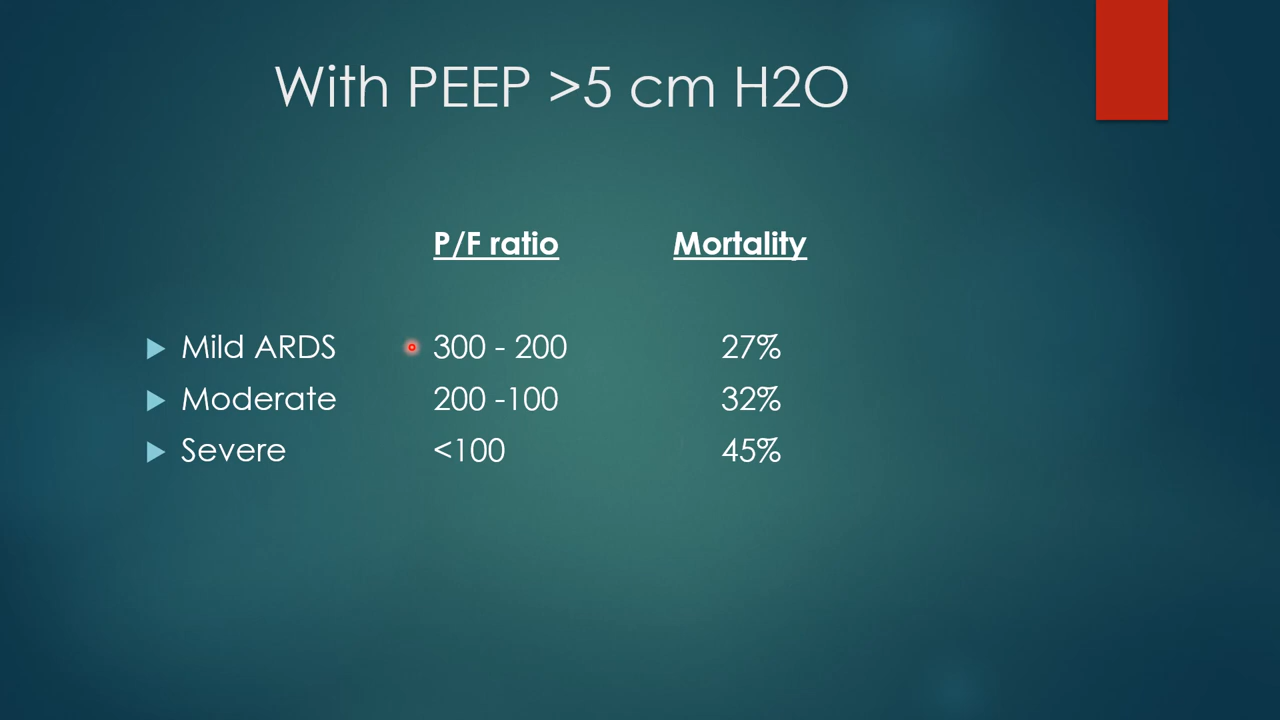 With PEEP >5 cm H2O
P/F ratio Mortality
Mild ARDS 300 - 200 27%
Moderate 200 -100 32%
Severe <100 45%